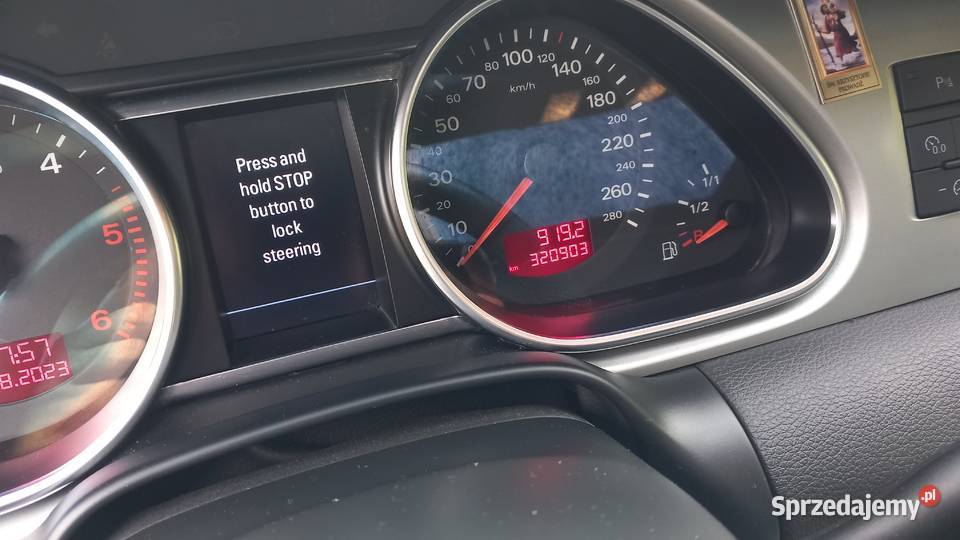 Press and
hold STOP
button to
lock
steering
4
5
6
7:57
8.2023
10
20
30
40
50
60
70
80
100
120
140
160
180
200
220
240
260
280
km/h
919.2
km 320903
1/1
1/2
R
P
0.0
Sprzedajemy.pl